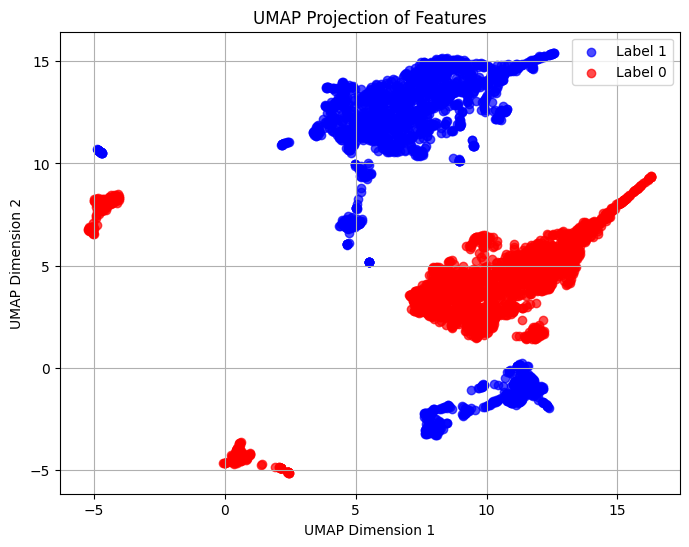 UMAP Projection of Features
Label 1
Label 0
UMAP Dimension 2
15
10
5
0
−5
−5
0
5
10
15
UMAP Dimension 1